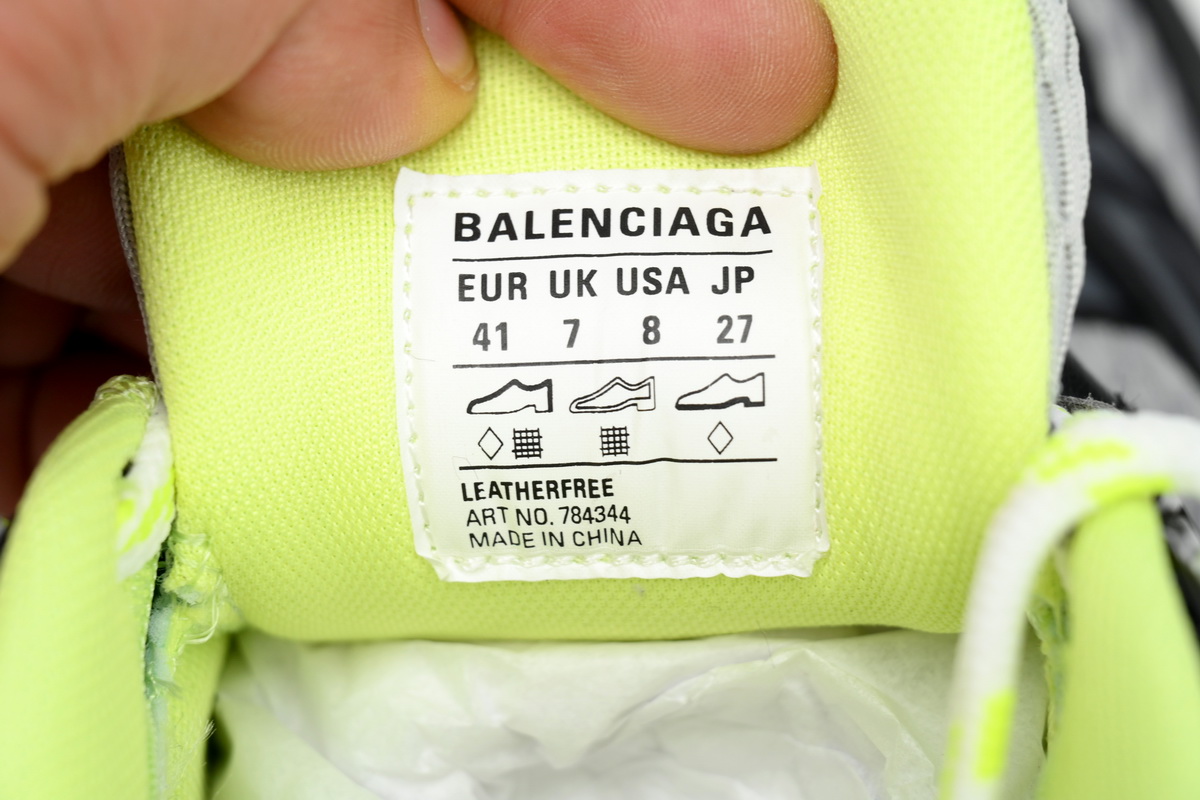 BALENCIAGA
EUR UK USA JP
41 7 8 27
LEATHERFREE
ART NO. 784344
MADE IN CHINA